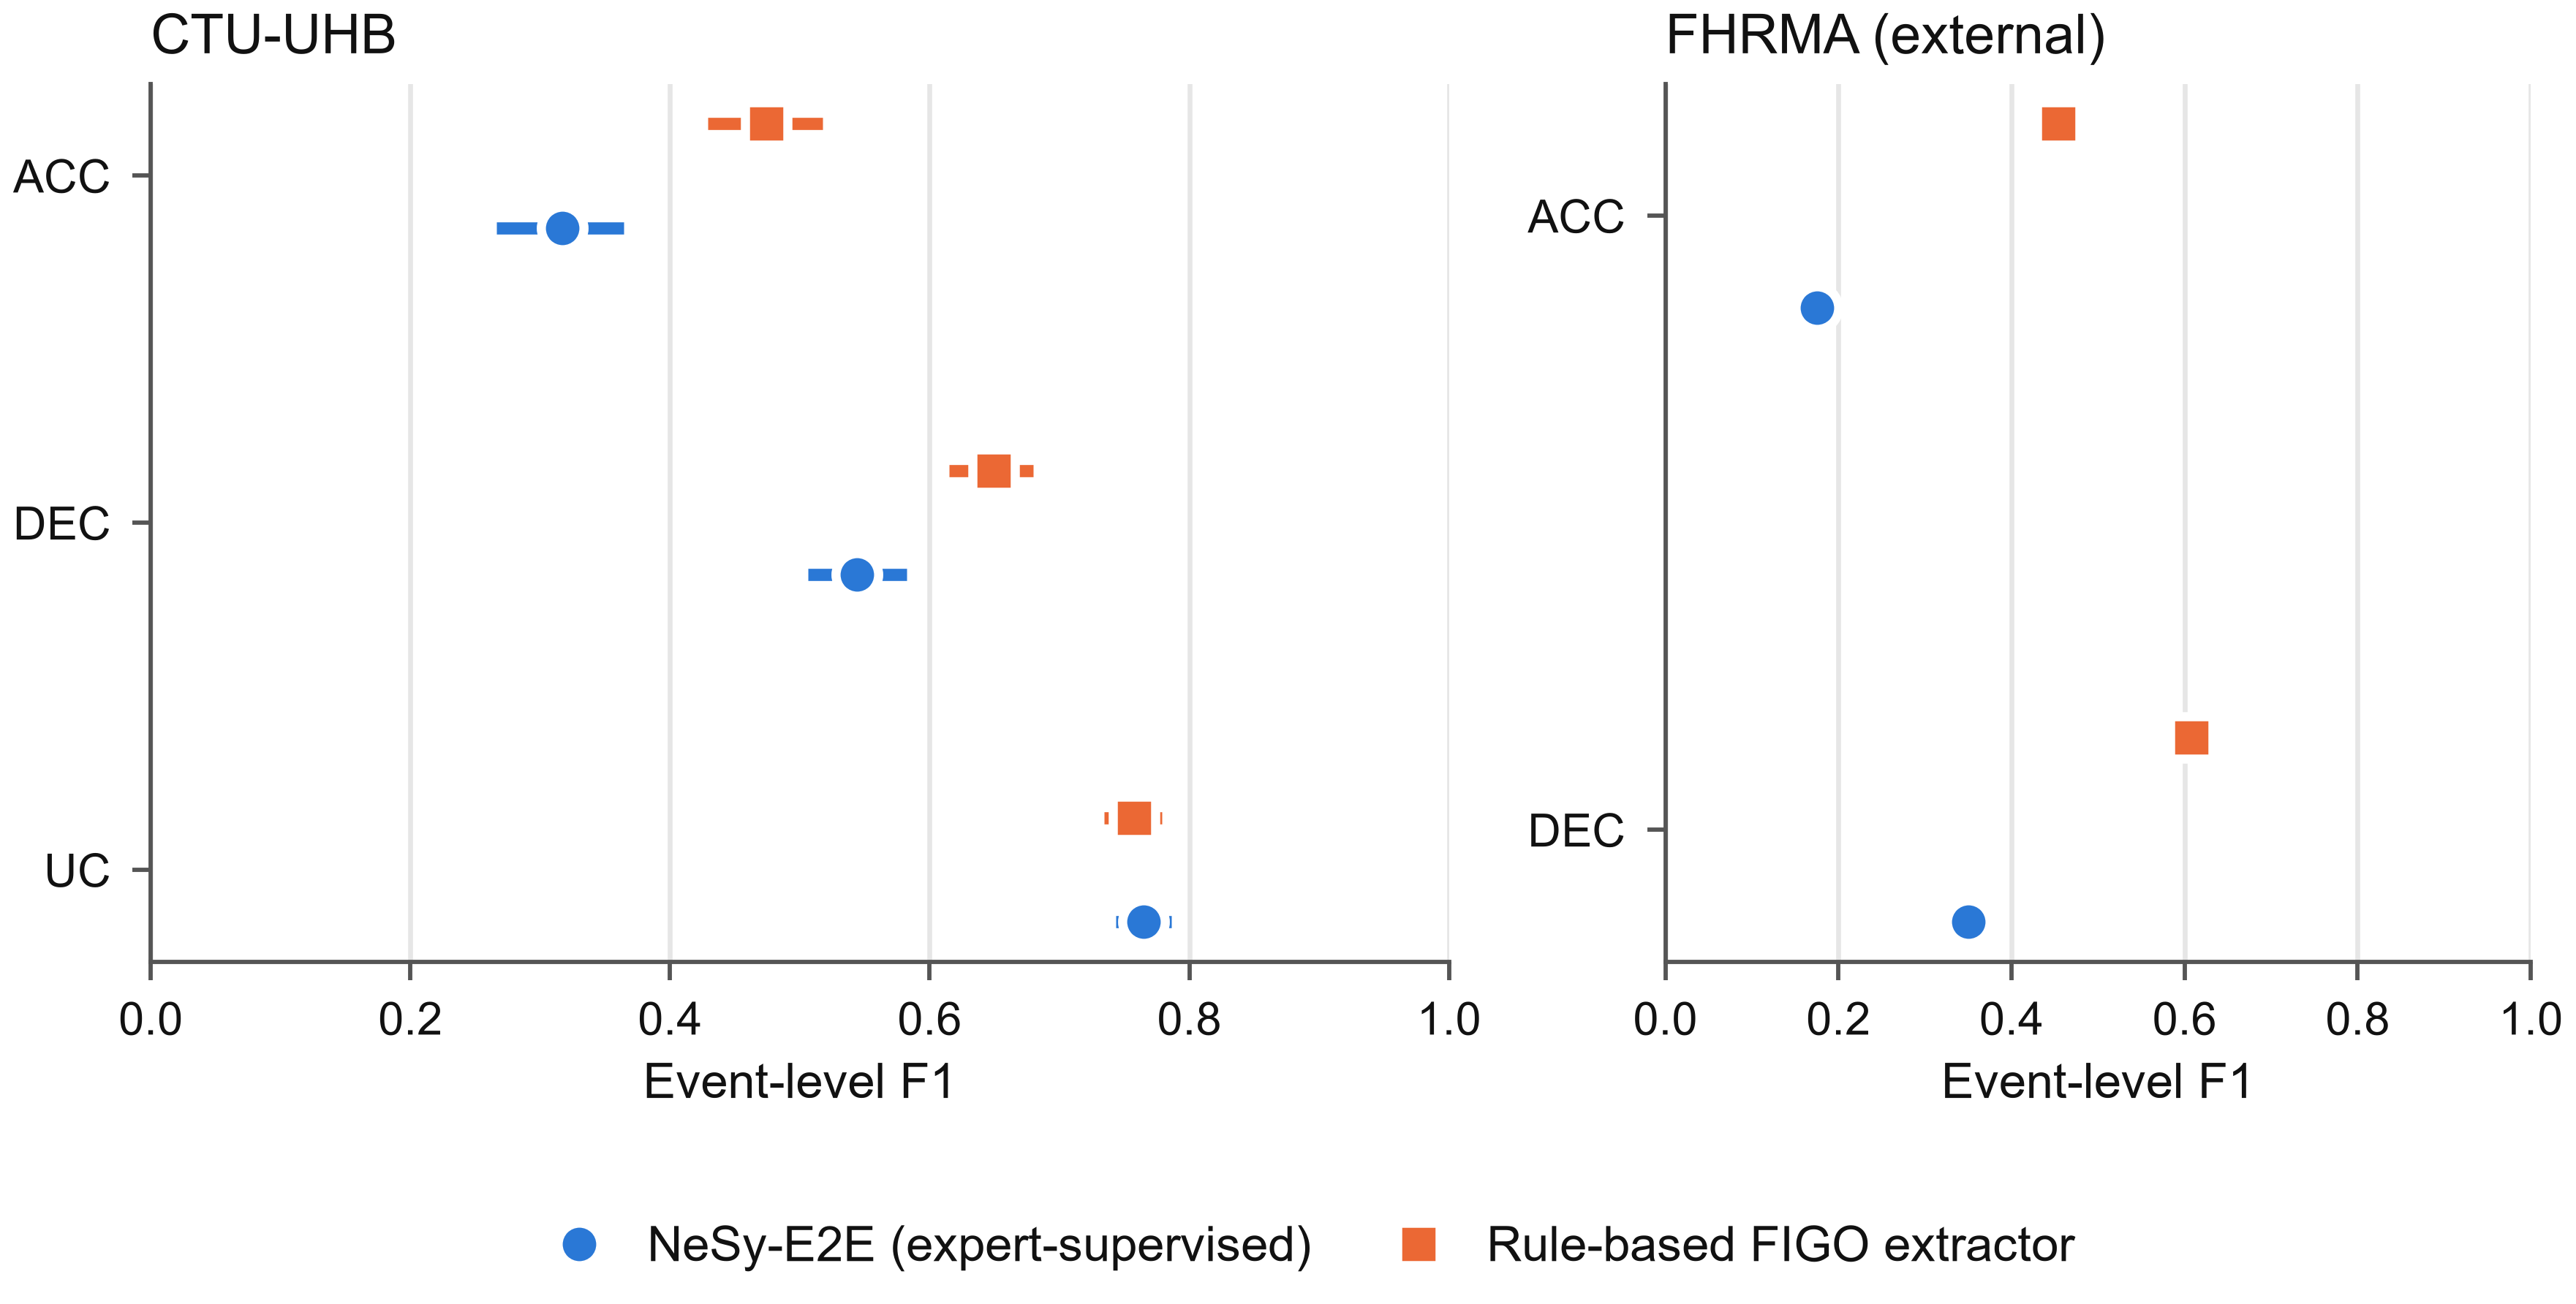 CTU-UHB
ACC
DEC
UC
0.0 0.2 0.4 0.6 0.8 1.0
Event-level F1
FHRMA (external)
ACC
DEC
0.0 0.2 0.4 0.6 0.8 1.0
Event-level F1
NeSy-E2E (expert-supervised)
Rule-based FIGO extractor